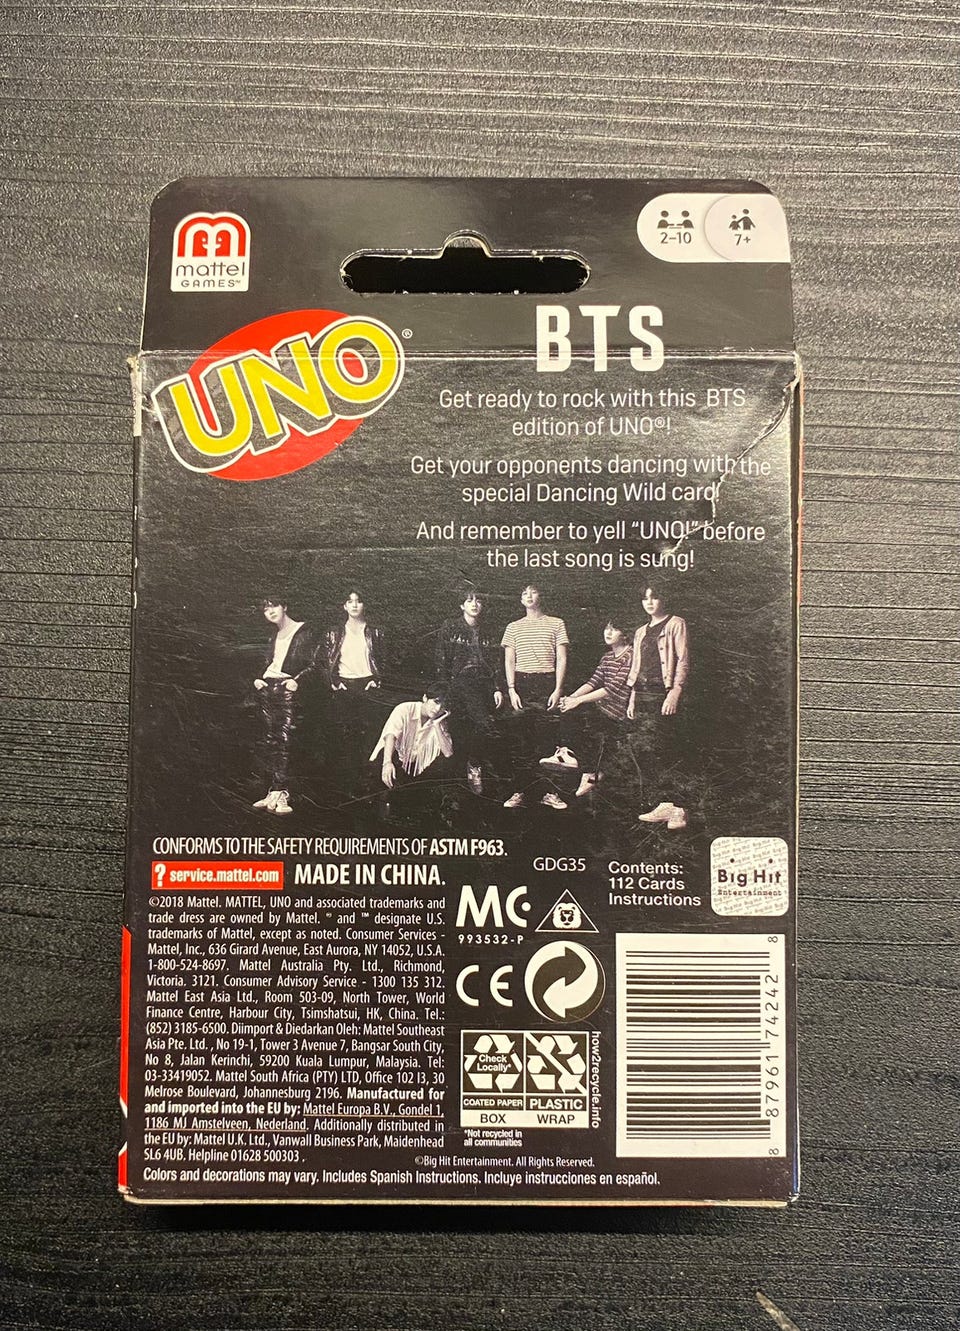 mattel
GAMES™
2-10
7+
UNO®
BTS
Get ready to rock with this BTS
edition of UNO®!
Get your opponents dancing with the
special Dancing Wild card!
And remember to yell “UNO!” before
the last song is sung!
CONFORMS TO THE SAFETY REQUIREMENTS OF ASTM F963.
? service.mattel.com MADE IN CHINA.
©2018 Mattel. MATTEL, UNO and associated trademarks and
trade dress are owned by Mattel. ® and ™ designate U.S.
trademarks of Mattel, except as noted. Consumer Services -
Mattel, Inc., 636 Girard Avenue, East Aurora, NY 14052, U.S.A.
1-800-524-8697. Mattel Australia Pty. Ltd., Richmond,
Victoria. 3121. Consumer Advisory Service - 1300 135 312.
Mattel East Asia Ltd., Room 503-09, North Tower, World
Finance Centre, Harbour City, Tsimshatsui, HK, China. Tel.:
(852) 3185-6500. Diimport & Diedarkan Oleh: Mattel Southeast
Asia Pte. Ltd. , No 19-1, Tower 3 Avenue 7, Bangsar South City,
No 8, Jalan Kerinchi, 59200 Kuala Lumpur, Malaysia. Tel:
03-33419052. Mattel South Africa (PTY) LTD, Office 102 I3, 30
Melrose Boulevard, Johannesburg 2196. Manufactured for
and imported into the EU by: Mattel Europa B.V., Gondel 1,
1186 MJ Amstelveen, Nederland. Additionally distributed in
the EU by: Mattel U.K. Ltd., Vanwall Business Park, Maidenhead
SL6 4UB. Helpline 01628 500303 .
GDG35
Contents:
112 Cards
Instructions
Big Hit
Entertainment
MC
993532-P
CE
Check
Locally*
COATED PAPER
BOX
PLASTIC
WRAP
how2recycle.info
*Not recycled in
all communities
8 87961 74242 8
©Big Hit Entertainment. All Rights Reserved.
Colors and decorations may vary. Includes Spanish Instructions. Incluye instrucciones en español.